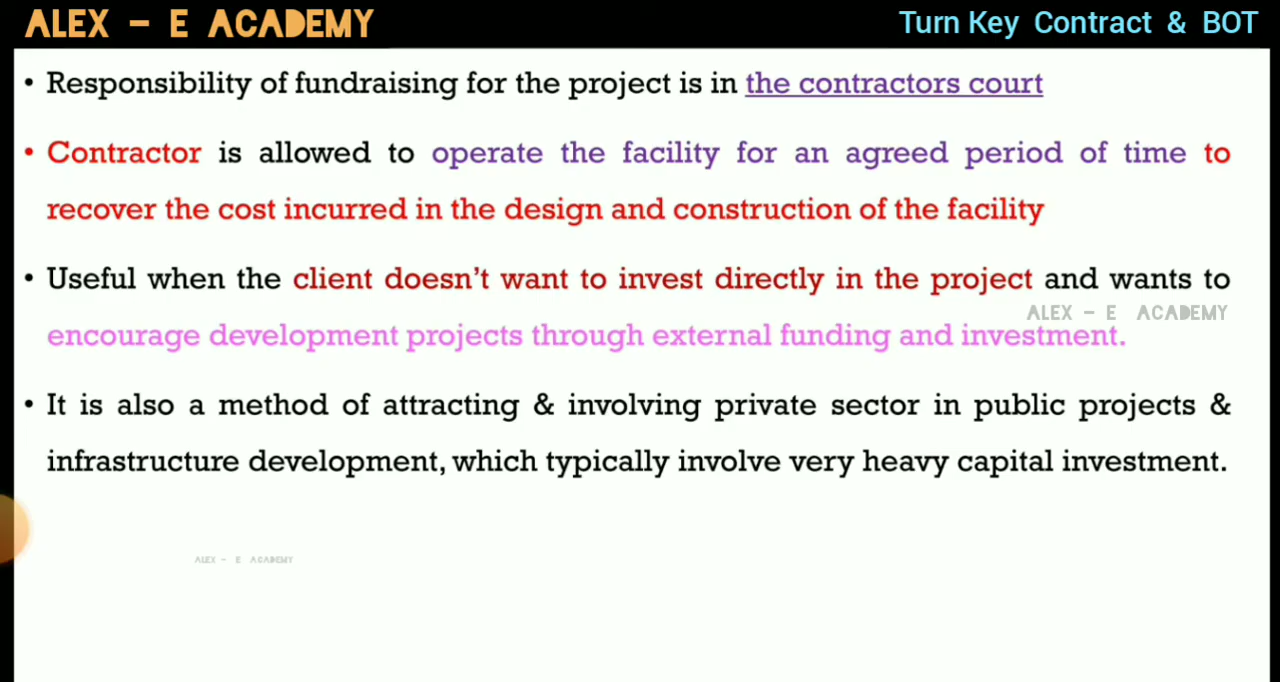 ALEX - E ACADEMY
Turn Key Contract & BOT
• Responsibility of fundraising for the project is in the contractors court
• Contractor is allowed to operate the facility for an agreed period of time to
recover the cost incurred in the design and construction of the facility
• Useful when the client doesn't want to invest directly in the project and wants to
ALEX - E ACADEMY
encourage development projects through external funding and investment.
• It is also a method of attracting & involving private sector in public projects &
infrastructure development, which typically involve very heavy capital investment.
ALEX - E ACADEMY